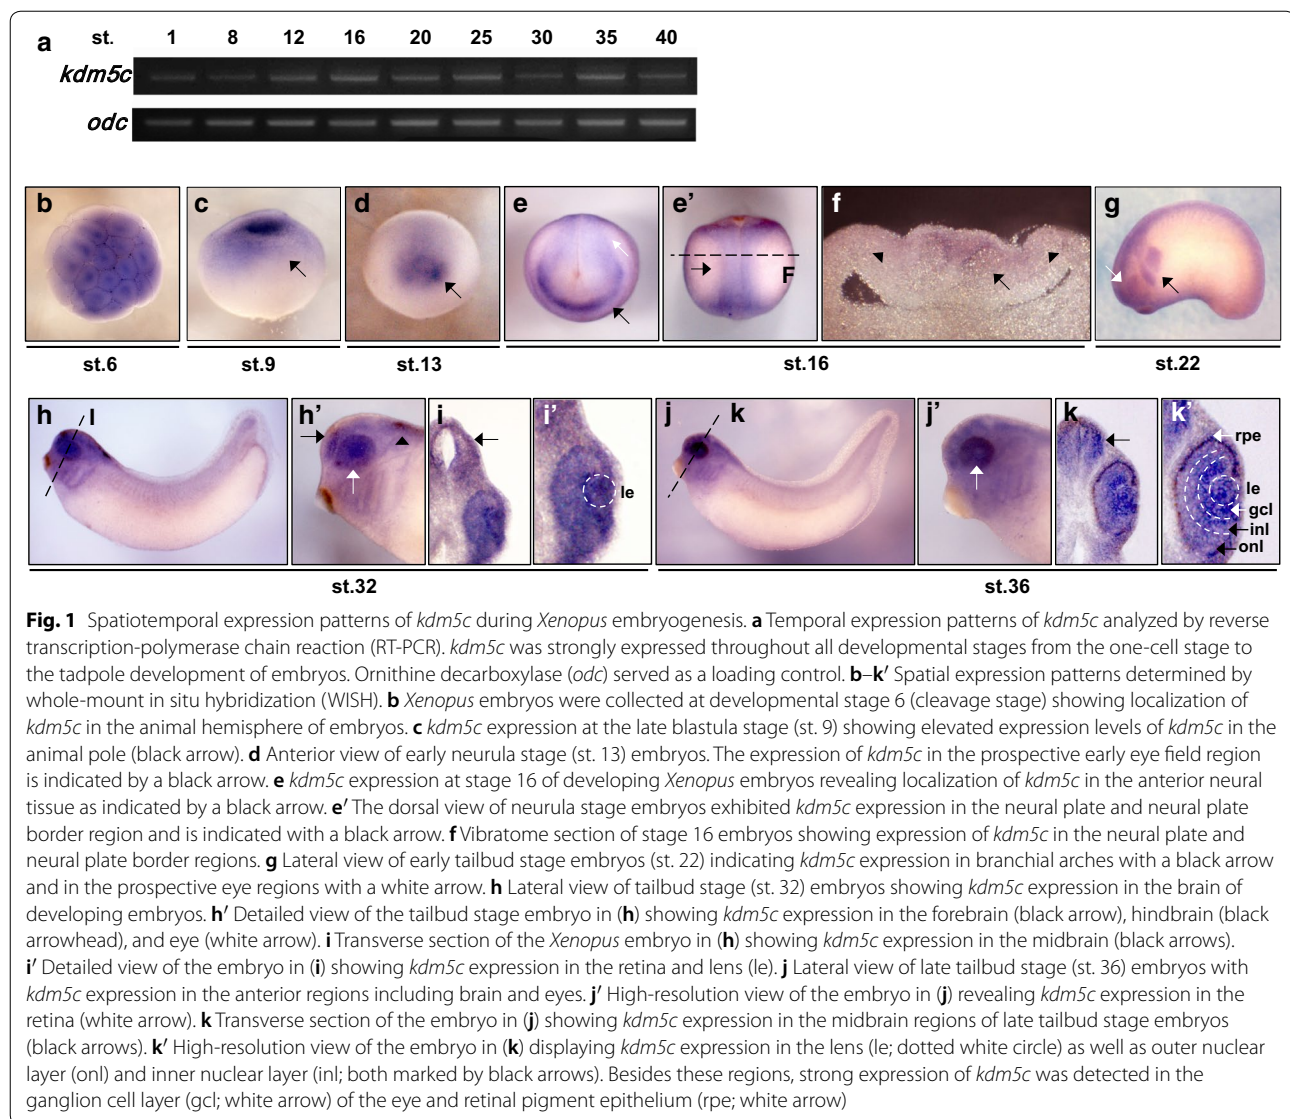 a st. 1 8 12 16 20 25 30 35 40
kdm5c
odc
b c d e e’ f g
F
st.6 st.9 st.13 st.16 st.22
h l h’ i i’ j k j’ k k’
le
rpe
le
gcl
inl
onl
st.32 st.36
Fig. 1 Spatiotemporal expression patterns of kdm5c during Xenopus embryogenesis. a Temporal expression patterns of kdm5c analyzed by reverse
transcription-polymerase chain reaction (RT-PCR). kdm5c was strongly expressed throughout all developmental stages from the one-cell stage to
the tadpole development of embryos. Ornithine decarboxylase (odc) served as a loading control. b–k′ Spatial expression patterns determined by
whole-mount in situ hybridization (WISH). b Xenopus embryos were collected at developmental stage 6 (cleavage stage) showing localization of
kdm5c in the animal hemisphere of embryos. c kdm5c expression at the late blastula stage (st. 9) showing elevated expression levels of kdm5c in the
animal pole (black arrow). d Anterior view of early neurula stage (st. 13) embryos. The expression of kdm5c in the prospective early eye field region
is indicated by a black arrow. e kdm5c expression at stage 16 of developing Xenopus embryos revealing localization of kdm5c in the anterior neural
tissue as indicated by a black arrow. e′ The dorsal view of neurula stage embryos exhibited kdm5c expression in the neural plate and neural plate
border region and is indicated with a black arrow. f Vibratome section of stage 16 embryos showing expression of kdm5c in the neural plate and
neural plate border regions. g Lateral view of early tailbud stage embryos (st. 22) indicating kdm5c expression in branchial arches with a black arrow
and in the prospective eye regions with a white arrow. h Lateral view of tailbud stage (st. 32) embryos showing kdm5c expression in the brain of
developing embryos. h′ Detailed view of the tailbud stage embryo in (h) showing kdm5c expression in the forebrain (black arrow), hindbrain (black
arrowhead), and eye (white arrow). i Transverse section of the Xenopus embryo in (h) showing kdm5c expression in the midbrain (black arrows).
i′ Detailed view of the embryo in (i) showing kdm5c expression in the retina and lens (le). j Lateral view of late tailbud stage (st. 36) embryos with
kdm5c expression in the anterior regions including brain and eyes. j′ High-resolution view of the embryo in (j) revealing kdm5c expression in the
retina (white arrow). k Transverse section of the embryo in (j) showing kdm5c expression in the midbrain regions of late tailbud stage embryos
(black arrows). k′ High-resolution view of the embryo in (k) displaying kdm5c expression in the lens (le; dotted white circle) as well as outer nuclear
layer (onl) and inner nuclear layer (inl; both marked by black arrows). Besides these regions, strong expression of kdm5c was detected in the
ganglion cell layer (gcl; white arrow) of the eye and retinal pigment epithelium (rpe; white arrow)